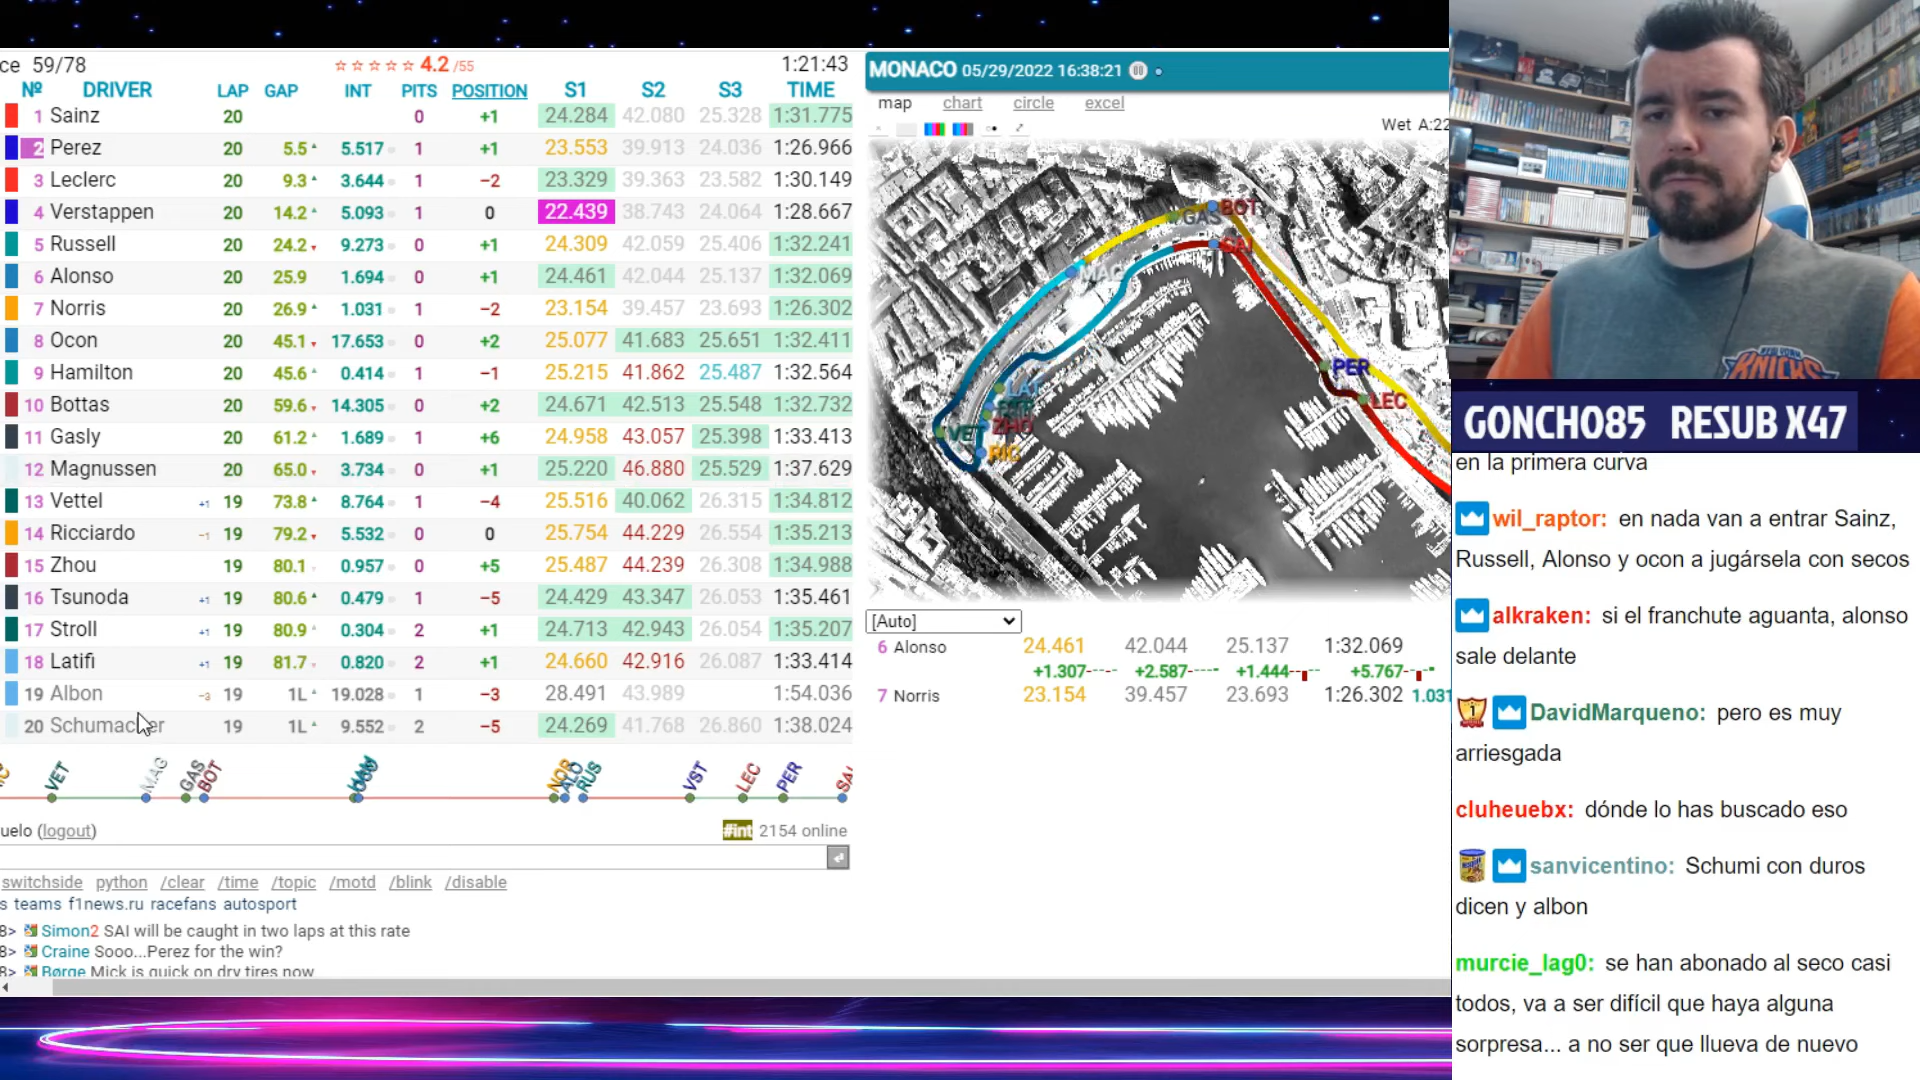 ce 59/78 ☆☆☆☆☆ 4.2 /55 1:21:43
Nº DRIVER LAP GAP INT PITS POSITION S1 S2 S3 TIME
1 Sainz 20 0 +1 24.284 42.080 25.328 1:31.775
2 Perez 20 5.5 5.517 1 +1 23.553 39.913 24.036 1:26.966
3 Leclerc 20 9.3 3.644 1 −2 23.329 39.363 23.582 1:30.149
4 Verstappen 20 14.2 5.093 1 0 22.439 38.743 24.064 1:28.667
5 Russell 20 24.2 9.273 0 +1 24.309 42.059 25.406 1:32.241
6 Alonso 20 25.9 1.694 0 +1 24.461 42.044 25.137 1:32.069
7 Norris 20 26.9 1.031 1 −2 23.154 39.457 23.693 1:26.302
8 Ocon 20 45.1 17.653 0 +2 25.077 41.683 25.651 1:32.411
9 Hamilton 20 45.6 0.414 1 −1 25.215 41.862 25.487 1:32.564
10 Bottas 20 59.6 14.305 0 +2 24.671 42.513 25.548 1:32.732
11 Gasly 20 61.2 1.689 1 +6 24.958 43.057 25.398 1:33.413
12 Magnussen 20 65.0 3.734 0 +1 25.220 46.880 25.529 1:37.629
13 Vettel +1 19 73.8 8.764 1 −4 25.516 40.062 26.315 1:34.812
14 Ricciardo −1 19 79.2 5.532 0 0 25.754 44.229 26.554 1:35.213
15 Zhou 19 80.1 0.957 0 +5 25.487 44.239 26.308 1:34.988
16 Tsunoda +1 19 80.6 0.479 1 −5 24.429 43.347 26.053 1:35.461
17 Stroll +1 19 80.9 0.304 2 +1 24.713 42.943 26.054 1:35.207
18 Latifi +1 19 81.7 0.820 2 +1 24.660 42.916 26.087 1:33.414
19 Albon −3 19 1L 19.028 1 −3 28.491 43.989 1:54.036
20 Schumacher 19 1L 9.552 2 −5 24.269 41.768 26.860 1:38.024
VET MAG GAS BOT NOR ALO RUS VST LEC PER SAI
uelo (logout) #int 2154 online
switchside python /clear /time /topic /motd /blink /disable
s teams f1news.ru racefans autosport
8> Simon2 SAI will be caught in two laps at this rate
8> Craine Sooo...Perez for the win?
8> Børge Mick is quick on dry tires now
MONACO 05/29/2022 16:38:21
map chart circle excel
Wet A:22
GAS BOT
SAI
MAG
PER
LEC
LAT
ZHO
VET
RIC
[Auto]
6 Alonso 24.461 42.044 25.137 1:32.069
+1.307 +2.587 +1.444 +5.767
7 Norris 23.154 39.457 23.693 1:26.302 1.031
NEW YORK
KNICKS
GONCHO85 RESUB X47
en la primera curva
wil_raptor: en nada van a entrar Sainz,
Russell, Alonso y ocon a jugársela con secos
alkraken: si el franchute aguanta, alonso
sale delante
DavidMarqueno: pero es muy
arriesgada
cluheuebx: dónde lo has buscado eso
sanvicentino: Schumi con duros
dicen y albon
murcie_lag0: se han abonado al seco casi
todos, va a ser difícil que haya alguna
sorpresa... a no ser que llueva de nuevo